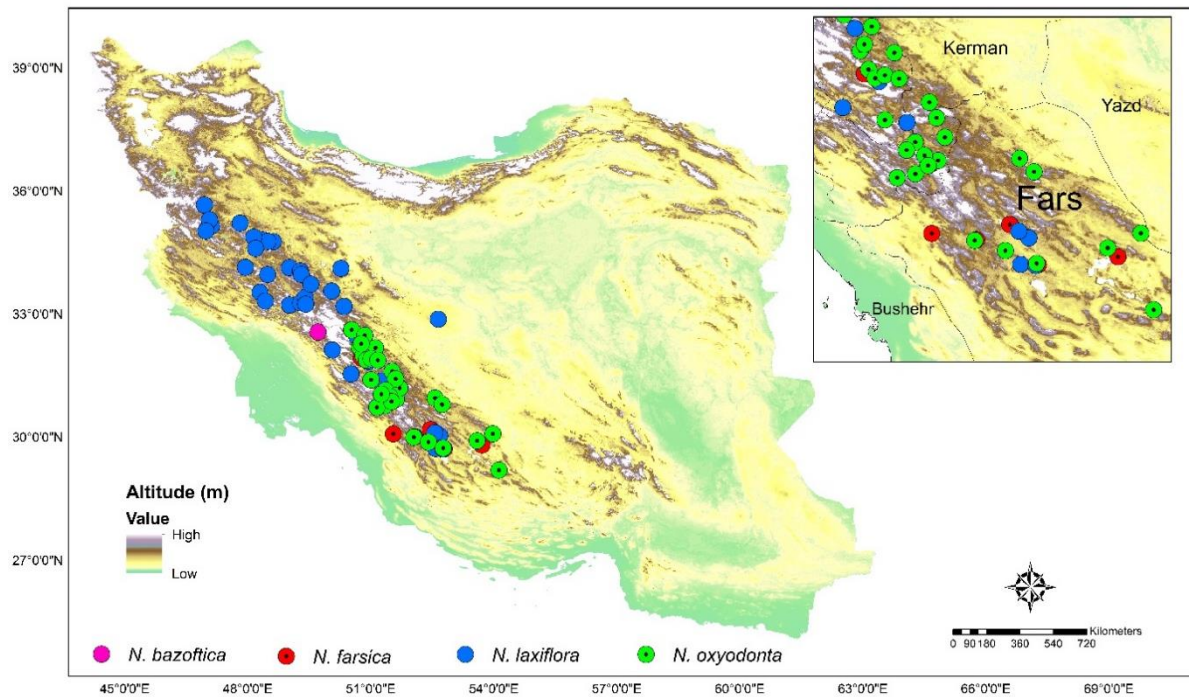 39°0'0"N
36°0'0"N
33°0'0"N
30°0'0"N
27°0'0"N
Kerman
Yazd
Fars
Bushehr
Altitude (m)
Value
High
Low
Kilometers
0 90 180 360 540 720
N. bazoftica N. farsica N. laxiflora N. oxyodonta
45°0'0"E 48°0'0"E 51°0'0"E 54°0'0"E 57°0'0"E 60°0'0"E 63°0'0"E 66°0'0"E 69°0'0"E